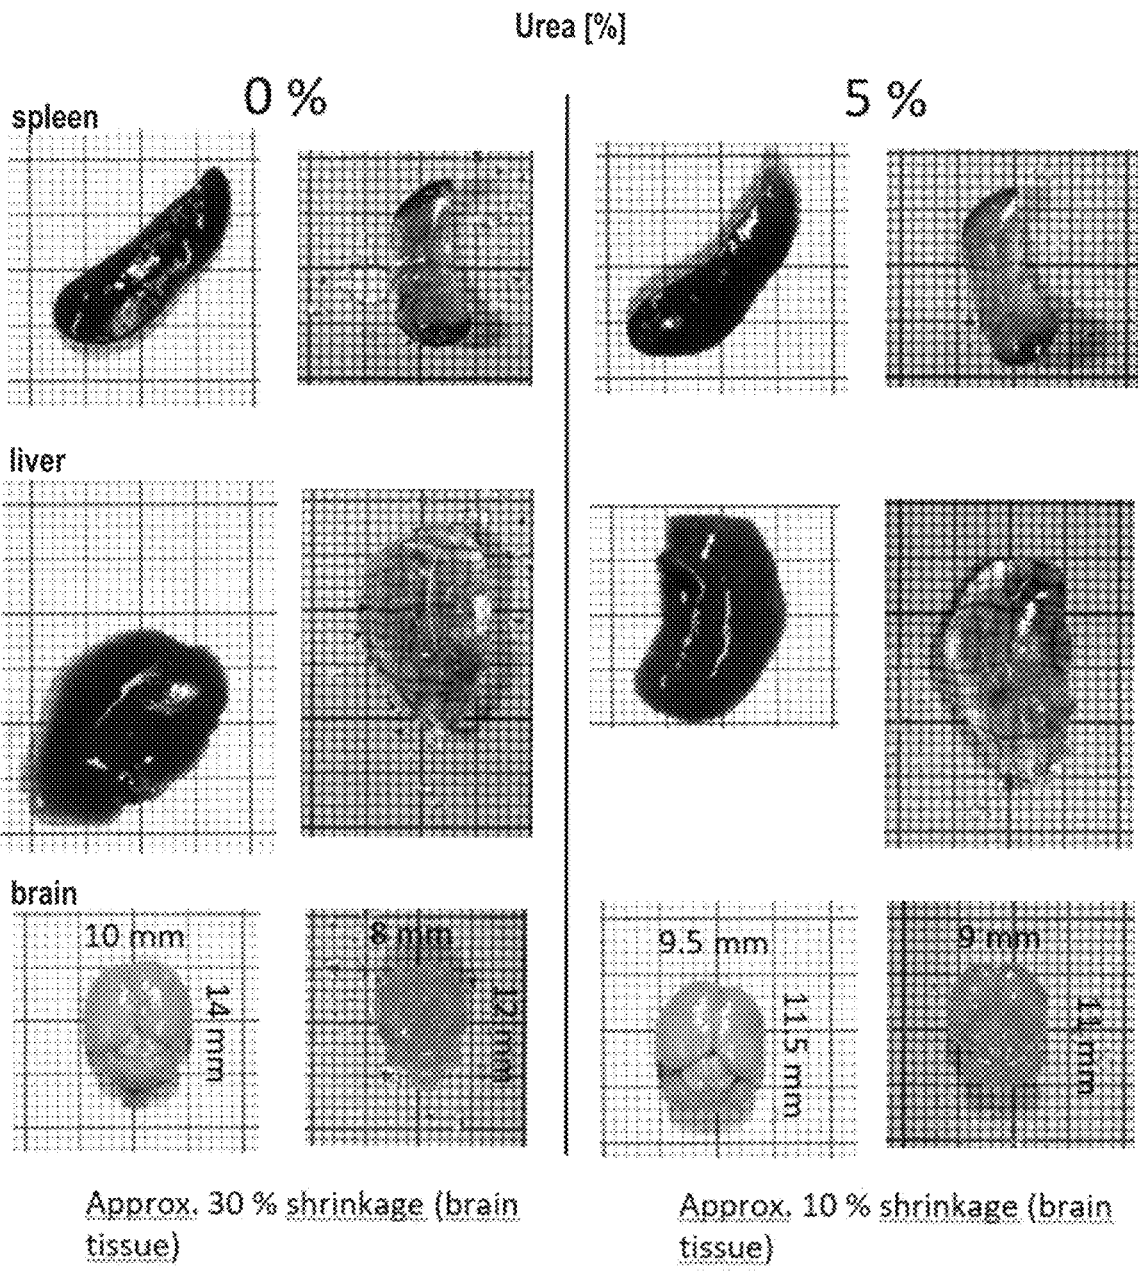 Urea [%]
0 %
5 %
spleen
liver
brain
10 mm
14 mm
8 mm
12 mm
9.5 mm
11.5 mm
9 mm
11 mm
Approx. 30 % shrinkage (brain
tissue)
Approx. 10 % shrinkage (brain
tissue)